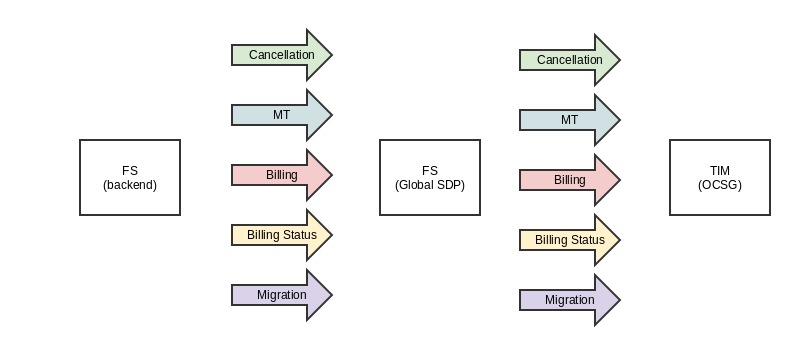 Cancellation
Cancellation
MT
MT
FS
(backend)
Billing
FS
(Global SDP)
Billing
TIM
(OCSG)
Billing Status
Billing Status
Migration
Migration